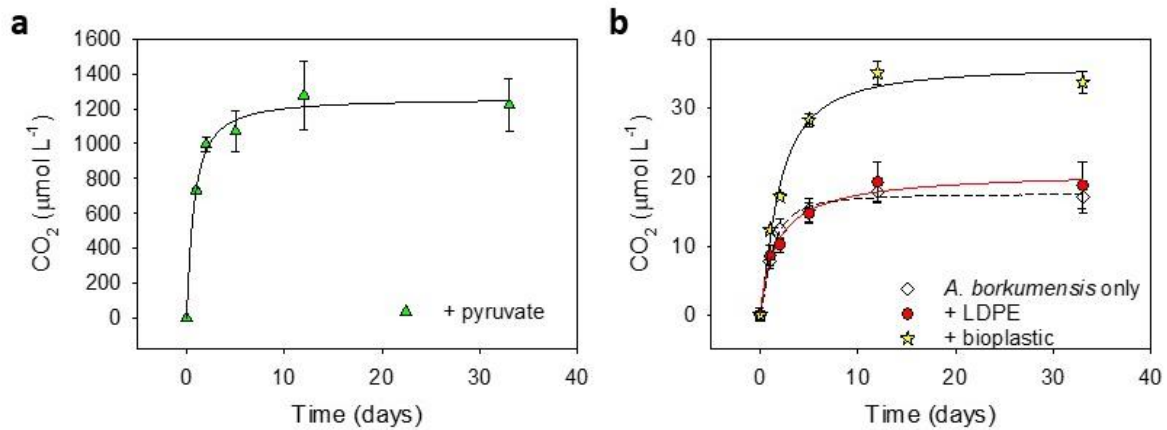 a
1600
1400
1200
1000
800
600
400
200
0
CO₂ (µmol L⁻¹)
+ pyruvate
0 10 20 30 40
Time (days)
b
40
30
20
10
0
CO₂ (µmol L⁻¹)
A. borkumensis only
+ LDPE
+ bioplastic
0 10 20 30 40
Time (days)